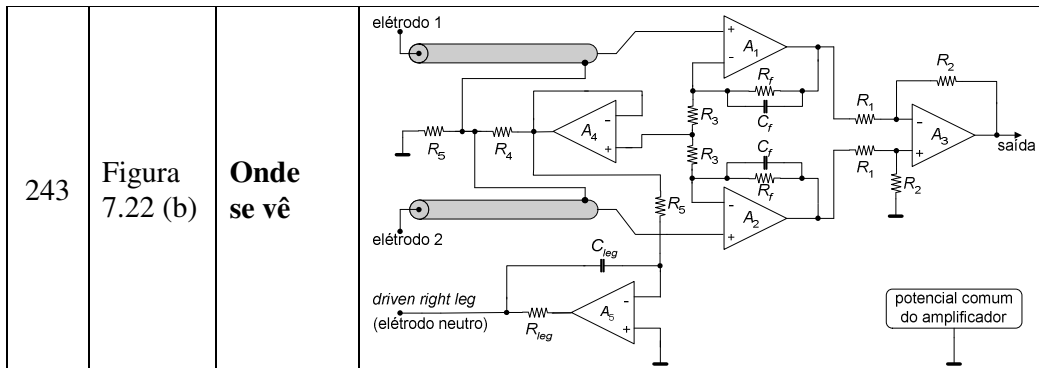 243
Figura
7.22 (b)
Onde
se vê
elétrodo 1
+
A1
-
Rf
Cf
R3
R5
R4
A4
-
+
R3
Cf
Rf
-
A2
+
elétrodo 2
R5
Cleg
driven right leg
(elétrodo neutro)
Rleg
A5
-
+
R2
R1
-
A3
+
saída
R1
R2
potencial comum
do amplificador